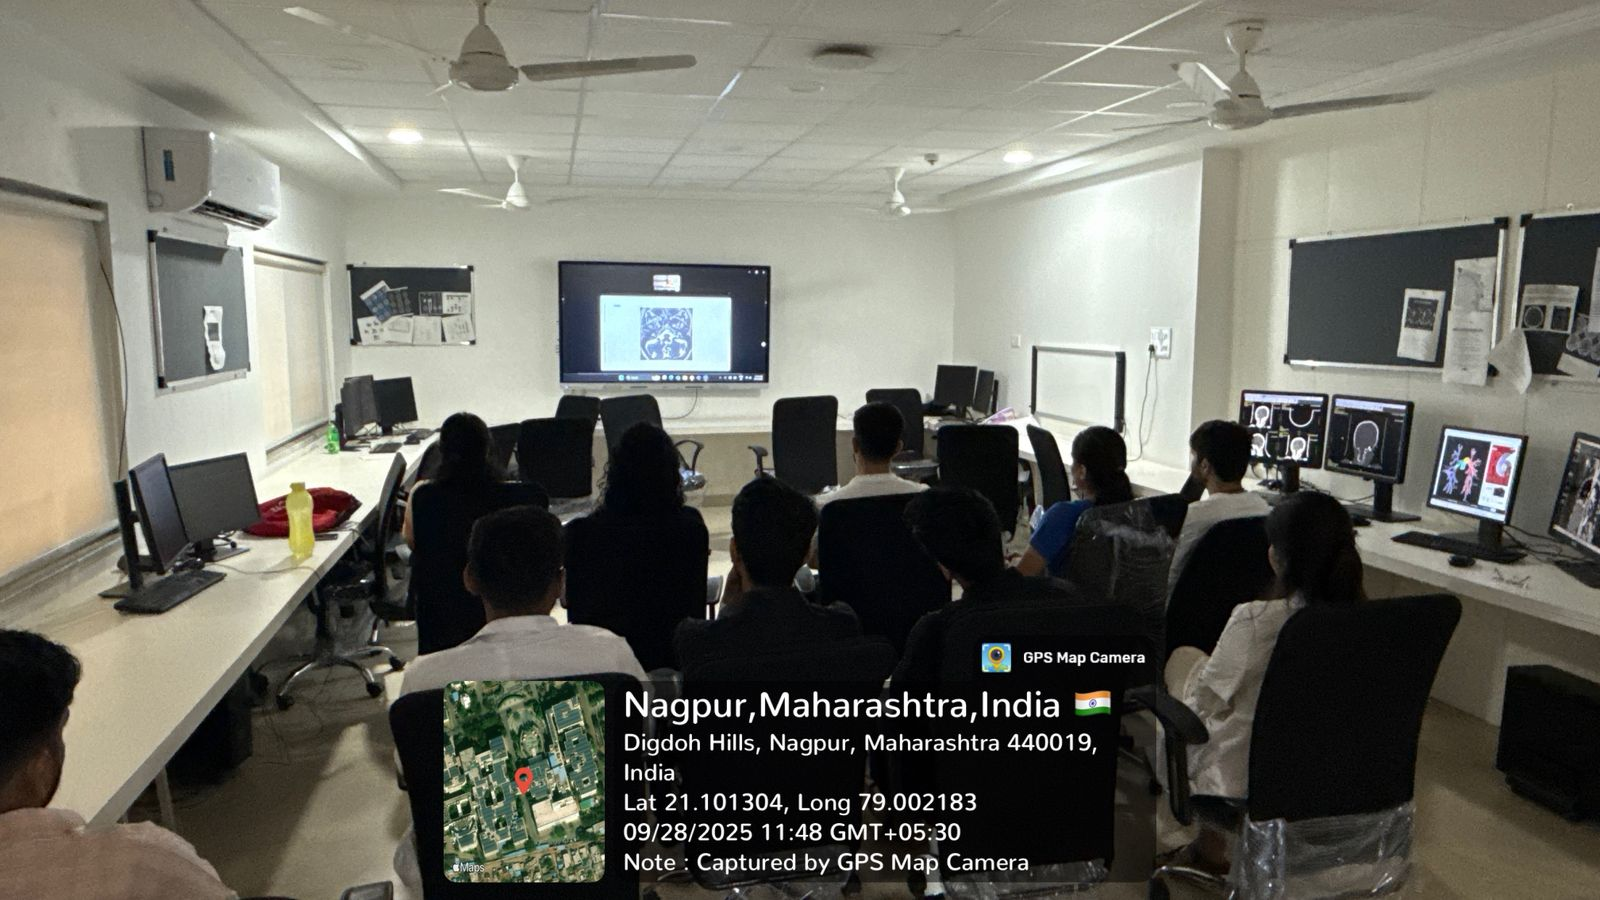 GPS Map Camera
Nagpur,Maharashtra,India
Digdoh Hills, Nagpur, Maharashtra 440019,
India
Lat 21.101304, Long 79.002183
09/28/2025 11:48 GMT+05:30
Note : Captured by GPS Map Camera
Maps